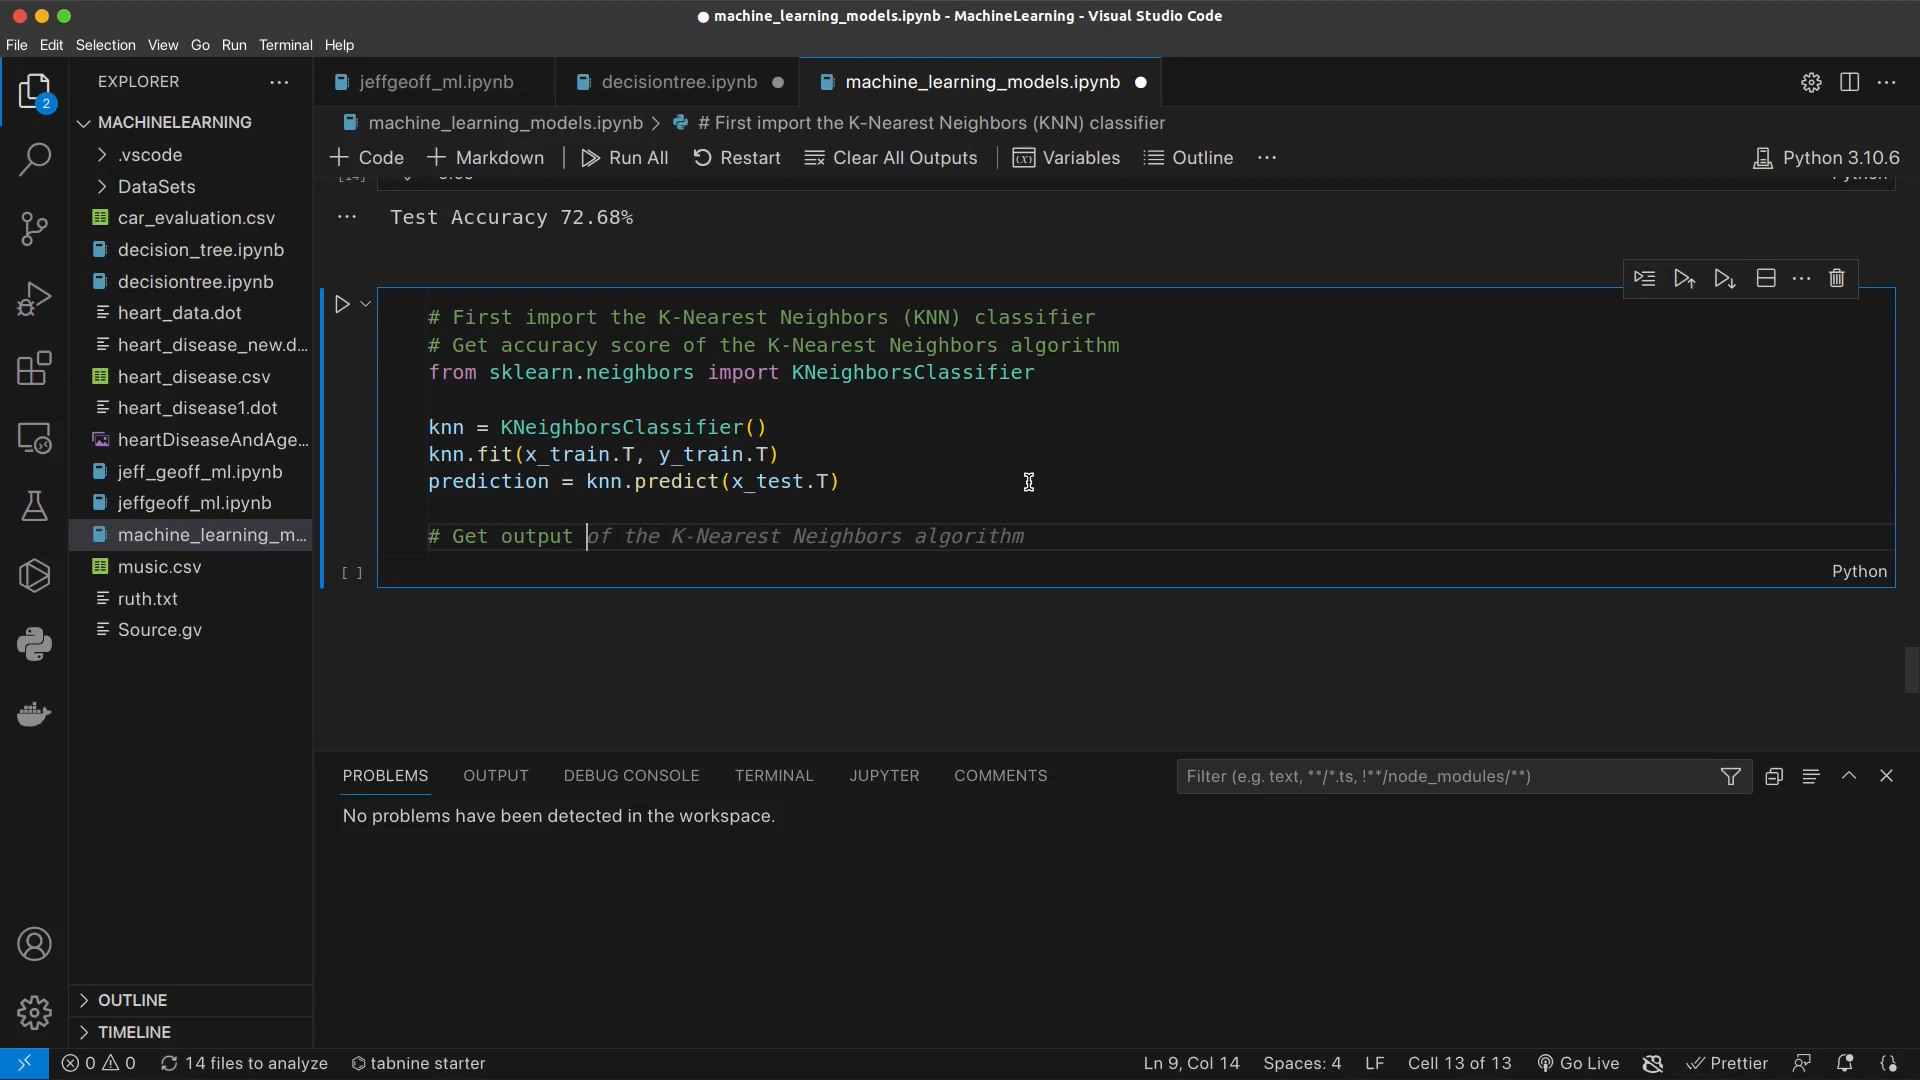 machine_learning_models.ipynb - MachineLearning - Visual Studio Code
File Edit Selection View Go Run Terminal Help
2
EXPLORER
MACHINELEARNING
.vscode
DataSets
car_evaluation.csv
decision_tree.ipynb
decisiontree.ipynb
heart_data.dot
heart_disease_new.d...
heart_disease.csv
heart_disease1.dot
heartDiseaseAndAge...
jeff_geoff_ml.ipynb
jeffgeoff_ml.ipynb
machine_learning_m...
music.csv
ruth.txt
Source.gv
OUTLINE
TIMELINE
jeffgeoff_ml.ipynb decisiontree.ipynb machine_learning_models.ipynb
machine_learning_models.ipynb > # First import the K-Nearest Neighbors (KNN) classifier
+ Code + Markdown Run All Restart Clear All Outputs Variables Outline ... Python 3.10.6
Test Accuracy 72.68%
# First import the K-Nearest Neighbors (KNN) classifier
# Get accuracy score of the K-Nearest Neighbors algorithm
from sklearn.neighbors import KNeighborsClassifier
knn = KNeighborsClassifier()
knn.fit(x_train.T, y_train.T)
prediction = knn.predict(x_test.T)
# Get output of the K-Nearest Neighbors algorithm
[ ] Python
PROBLEMS OUTPUT DEBUG CONSOLE TERMINAL JUPYTER COMMENTS Filter (e.g. text, **/*.ts, !**/node_modules/**)
No problems have been detected in the workspace.
0 0 14 files to analyze tabnine starter Ln 9, Col 14 Spaces: 4 LF Cell 13 of 13 Go Live Prettier